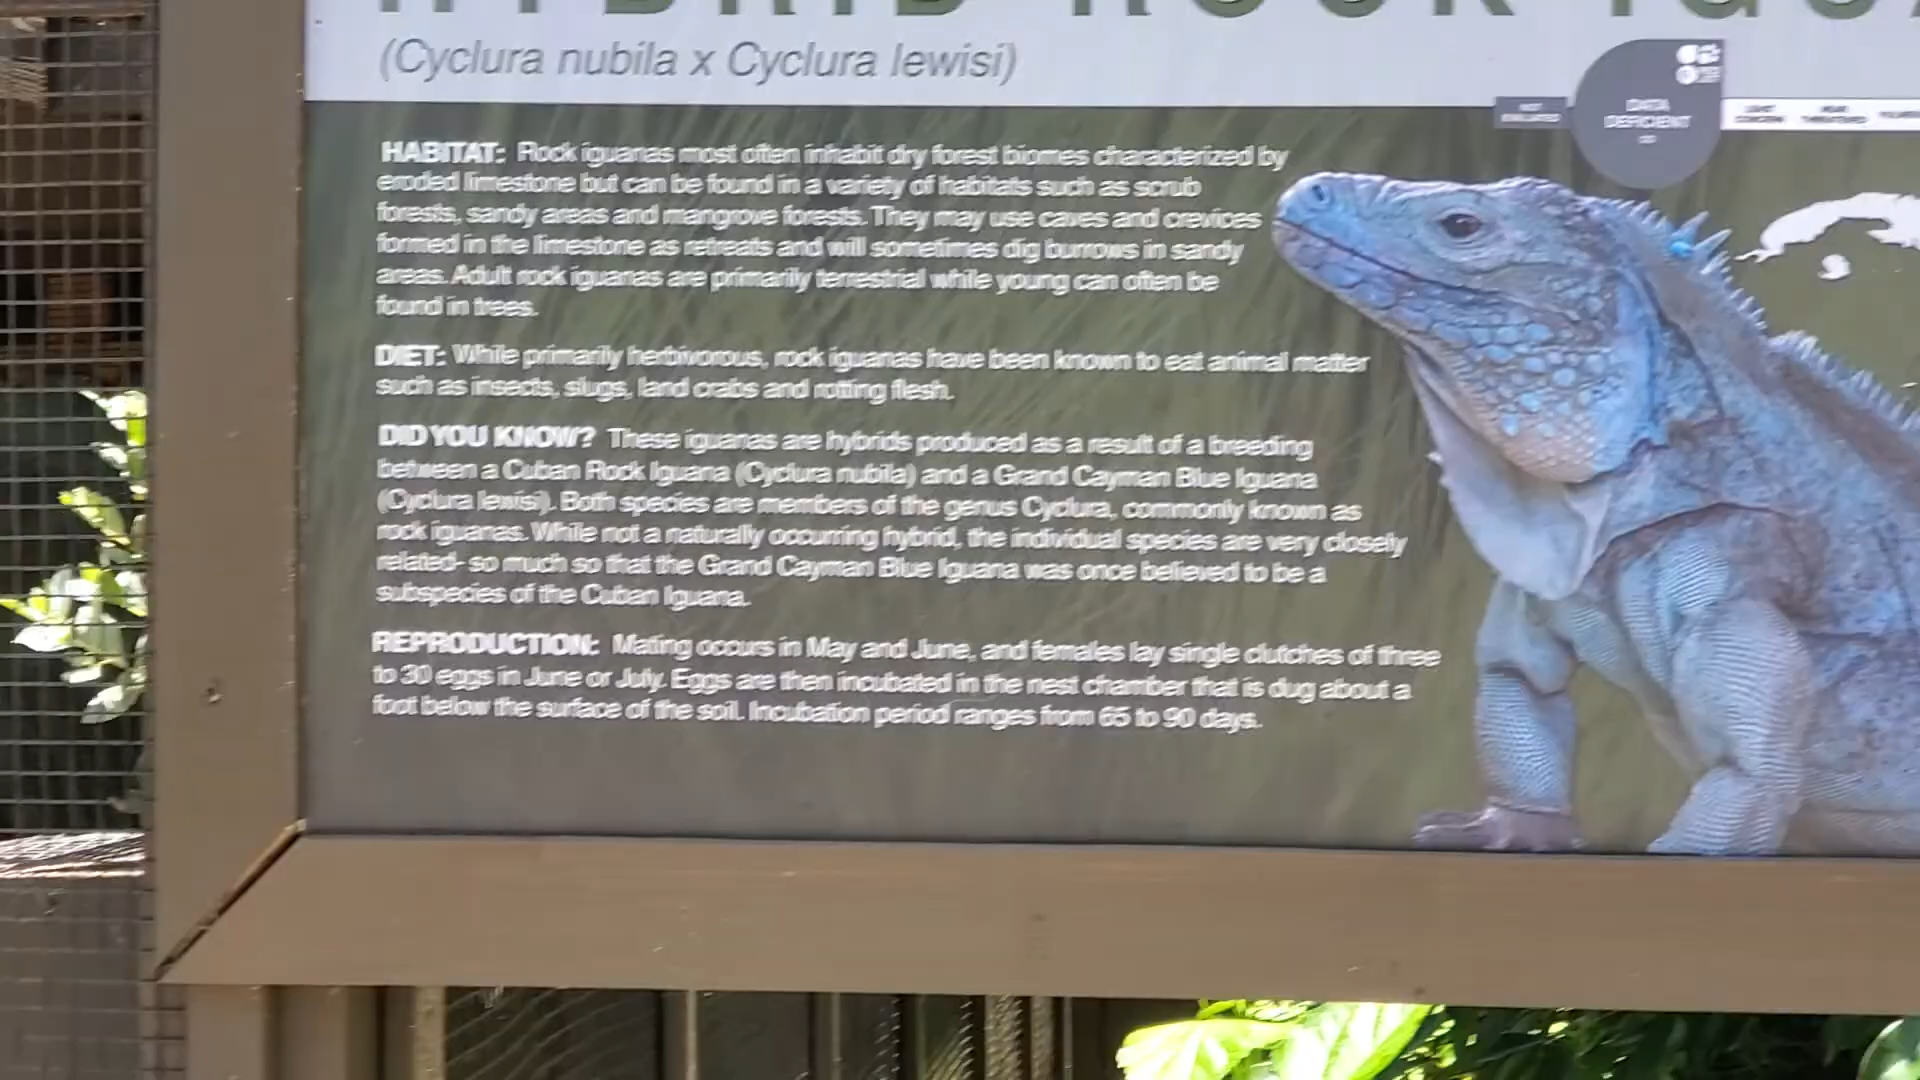 HYBRID ROCK IGU
(Cyclura nubila x Cyclura lewisi)
NOT EVALUATED
DATA DEFICIENT
DD
LEAST CONCERN
NEAR THREATENED
HABITAT: Rock iguanas most often inhabit dry forest biomes characterized by
eroded limestone but can be found in a variety of habitats such as scrub
forests, sandy areas and mangrove forests. They may use caves and crevices
formed in the limestone as retreats and will sometimes dig burrows in sandy
areas. Adult rock iguanas are primarily terrestrial while young can often be
found in trees.
DIET: While primarily herbivorous, rock iguanas have been known to eat animal matter
such as insects, slugs, land crabs and rotting flesh.
DID YOU KNOW? These iguanas are hybrids produced as a result of a breeding
between a Cuban Rock Iguana (Cyclura nubila) and a Grand Cayman Blue Iguana
(Cyclura lewisi). Both species are members of the genus Cyclura, commonly known as
rock iguanas. While not a naturally occurring hybrid, the individual species are very closely
related- so much so that the Grand Cayman Blue Iguana was once believed to be a
subspecies of the Cuban Iguana.
REPRODUCTION: Mating occurs in May and June, and females lay single clutches of three
to 30 eggs in June or July. Eggs are then incubated in the nest chamber that is dug about a
foot below the surface of the soil. Incubation period ranges from 65 to 90 days.